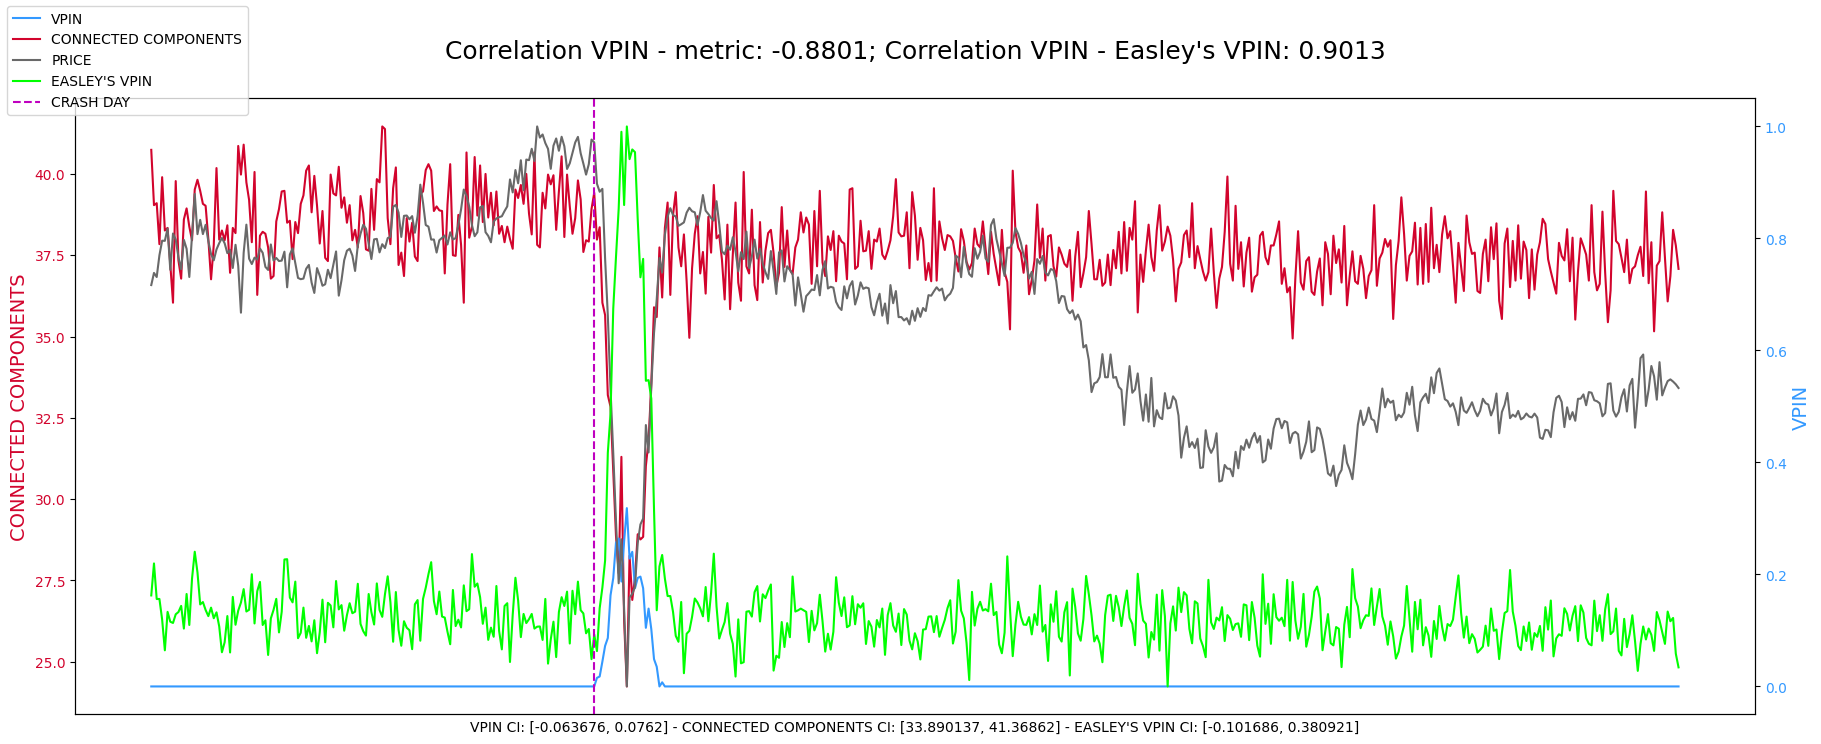 VPIN
CONNECTED COMPONENTS
PRICE
EASLEY'S VPIN
CRASH DAY
Correlation VPIN - metric: -0.8801; Correlation VPIN - Easley's VPIN: 0.9013
CONNECTED COMPONENTS
40.0
37.5
35.0
32.5
30.0
27.5
25.0
1.0
0.8
0.6
0.4
0.2
0.0
VPIN
VPIN CI: [-0.063676, 0.0762] - CONNECTED COMPONENTS CI: [33.890137, 41.36862] - EASLEY'S VPIN CI: [-0.101686, 0.380921]